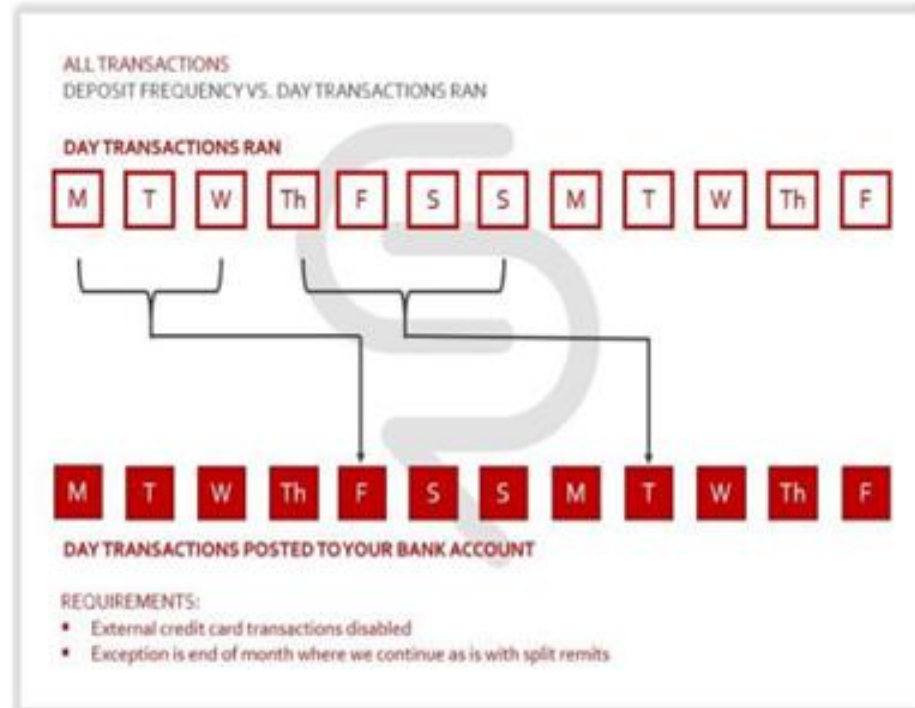 ALL TRANSACTIONS
DEPOSIT FREQUENCY VS. DAY TRANSACTIONS RAN
DAY TRANSACTIONS RAN
M T W Th F S S M T W Th F
M T W Th F S S M T W Th F
DAY TRANSACTIONS POSTED TO YOUR BANK ACCOUNT
REQUIREMENTS:
▪ External credit card transactions disabled
▪ Exception is end of month where we continue as is with split remits